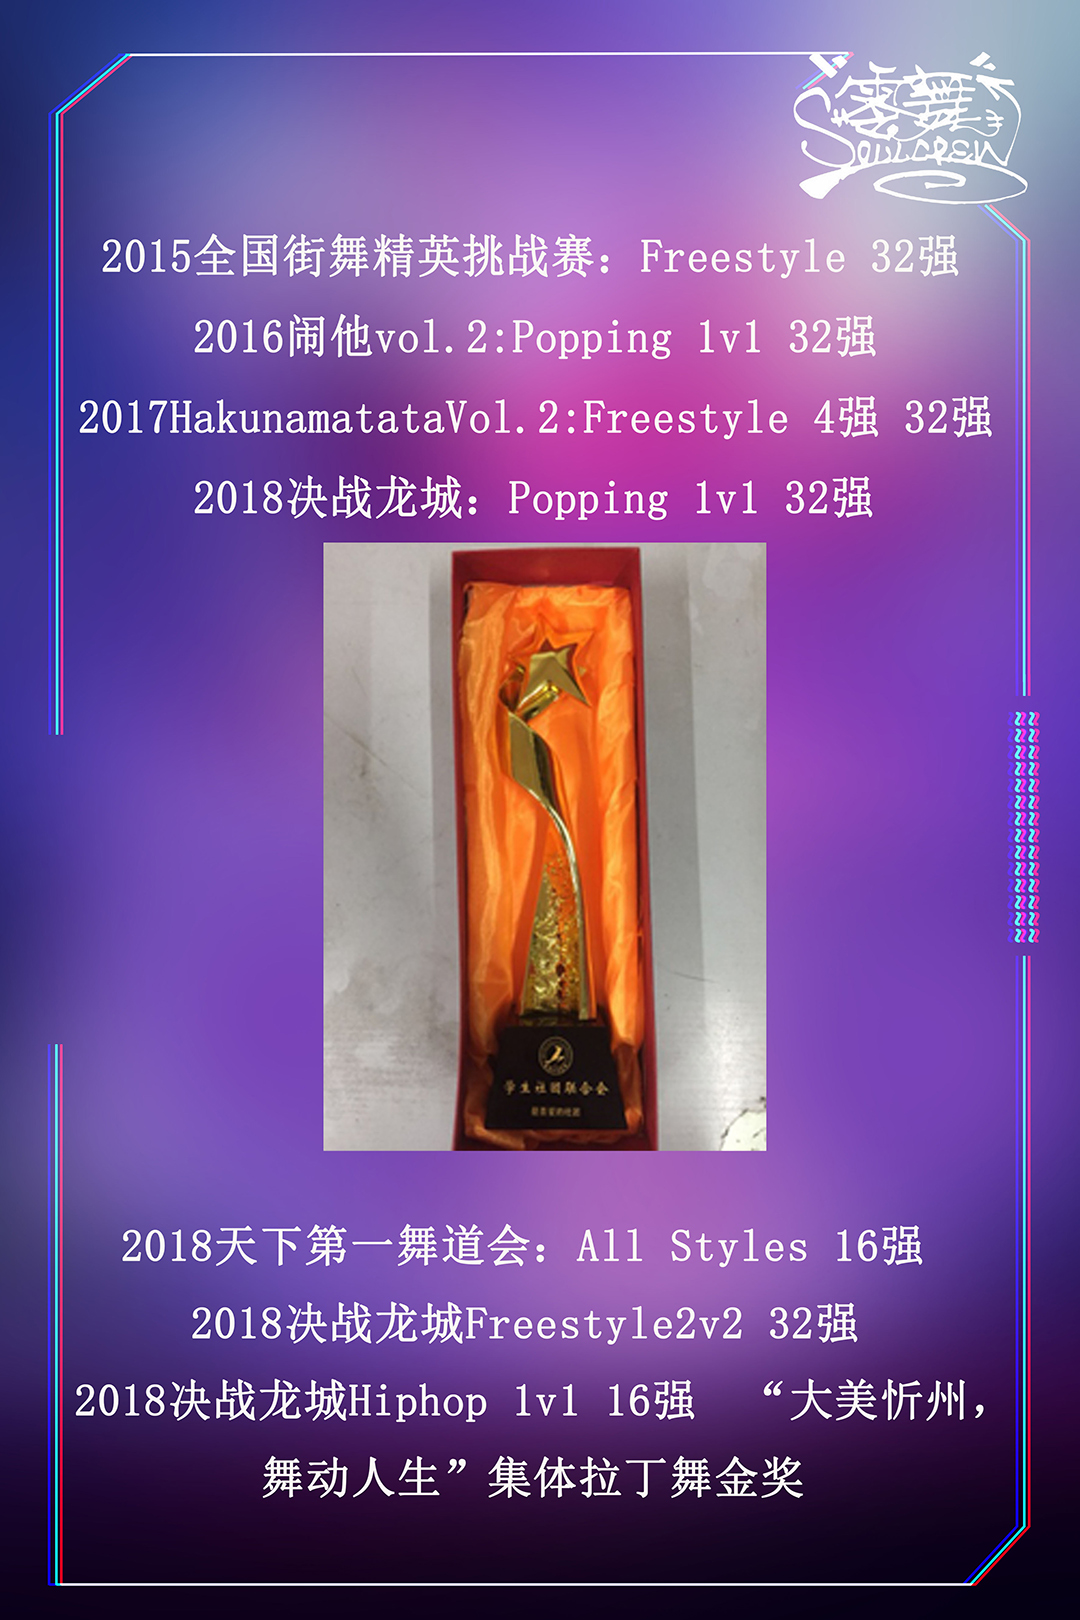 SOULCREW
2015全国街舞精英挑战赛：Freestyle 32强
2016闹他vol.2:Popping 1v1 32强
2017HakunamatataVol.2:Freestyle 4强 32强
2018决战龙城：Popping 1v1 32强
学生社团联合会
2018天下第一舞道会：All Styles 16强
2018决战龙城Freestyle2v2 32强
2018决战龙城Hiphop 1v1 16强 “大美忻州，
舞动人生”集体拉丁舞金奖